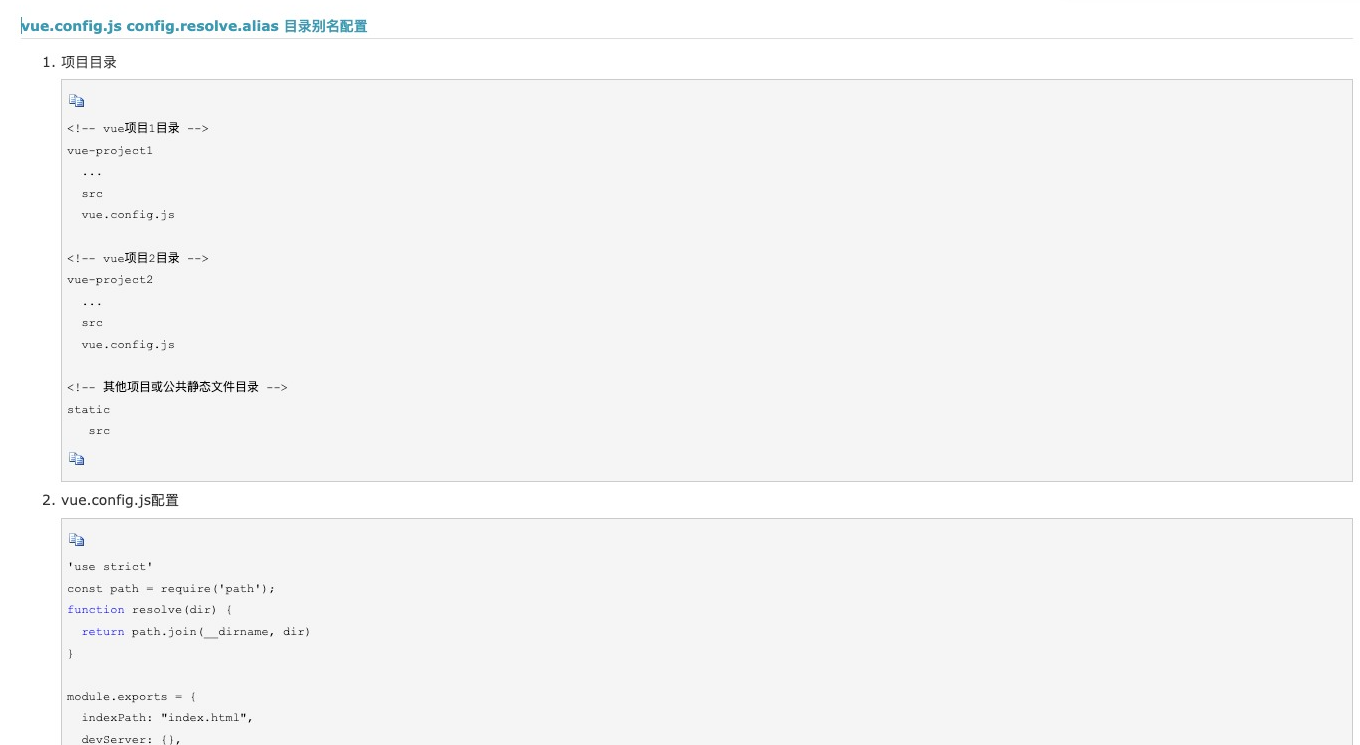 vue.config.js config.resolve.alias 目录别名配置
1. 项目目录
<!-- vue项目1目录 -->
vue-project1
  ...
  src
  vue.config.js
<!-- vue项目2目录 -->
vue-project2
  ...
  src
  vue.config.js
<!-- 其他项目或公共静态文件目录 -->
static
   src
2. vue.config.js配置
'use strict'
const path = require('path');
function resolve(dir) {
  return path.join(__dirname, dir)
}
module.exports = {
  indexPath: "index.html",
  devServer: {},